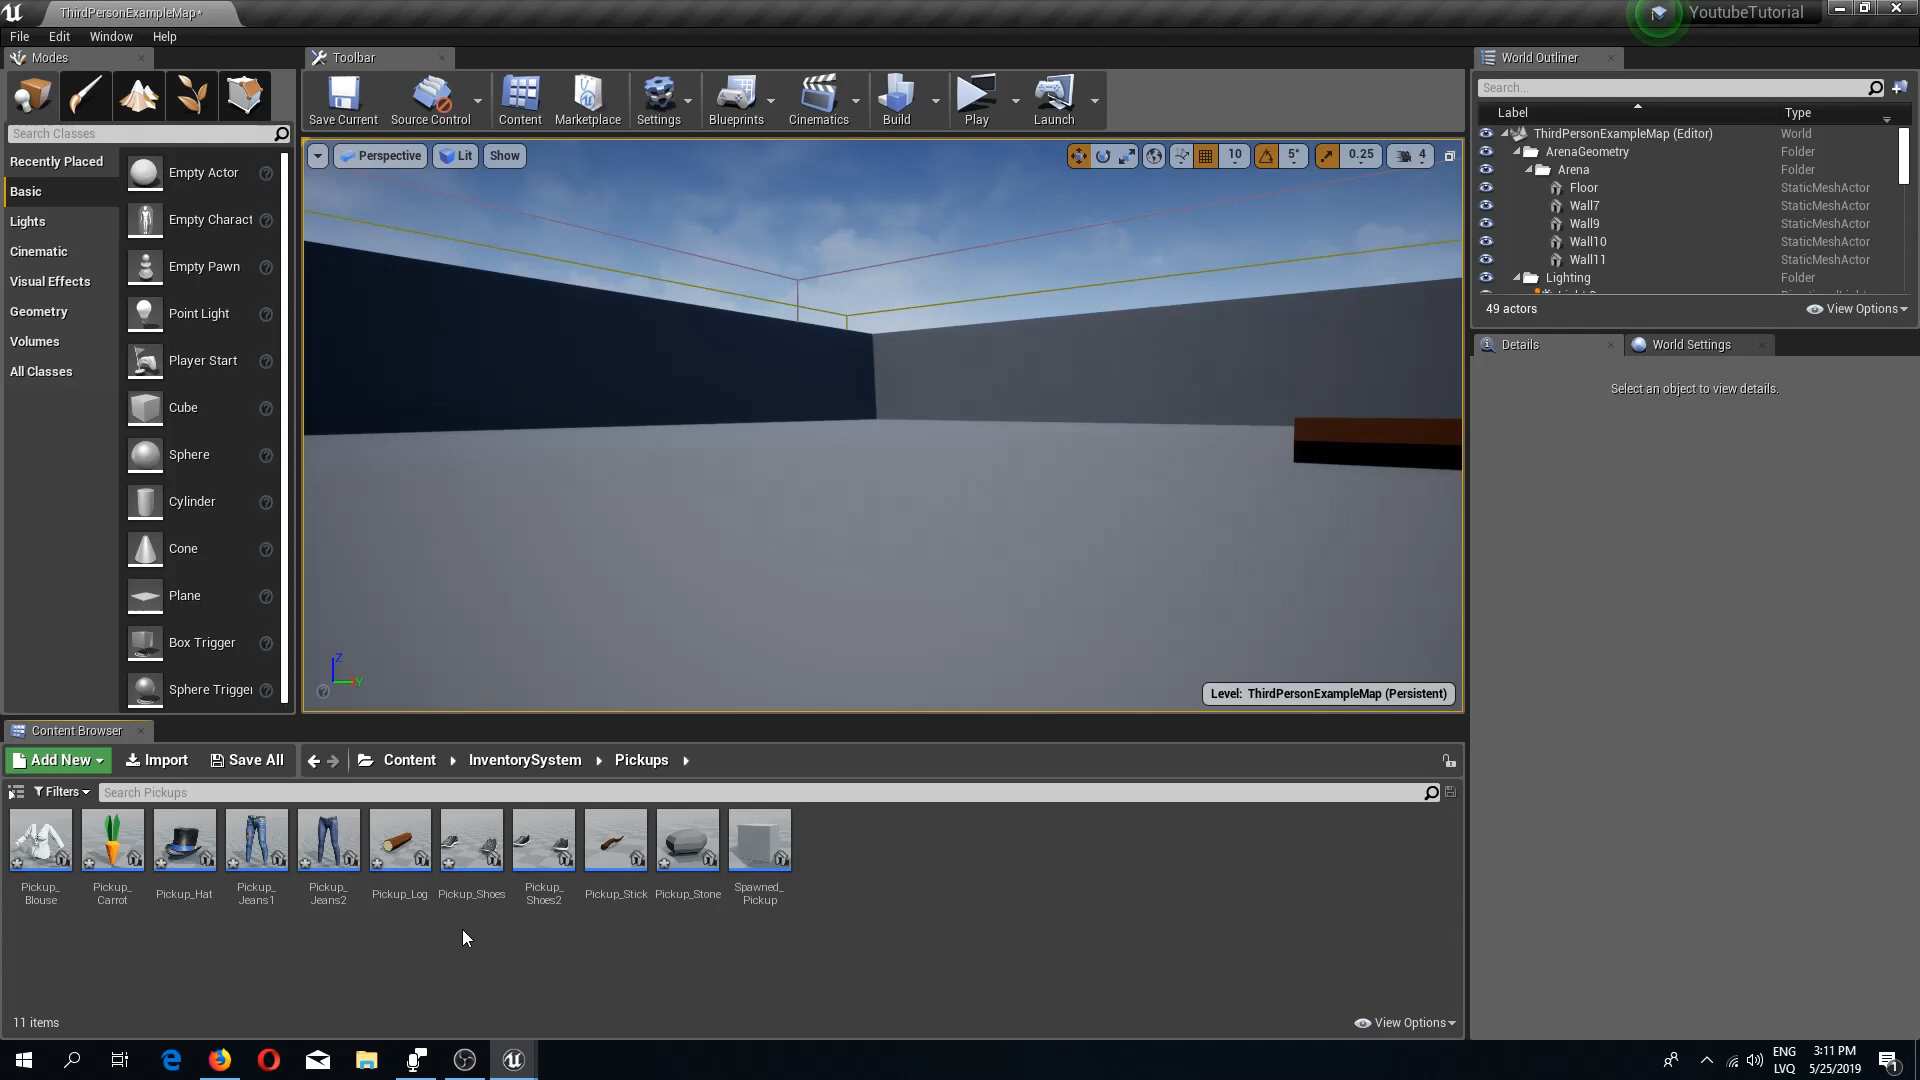 ThirdPersonExampleMap*
YoutubeTutorial
File Edit Window Help
Modes
Toolbar
World Outliner
Save Current
Source Control
Content
Marketplace
Settings
Blueprints
Cinematics
Build
Play
Launch
Search Classes
Recently Placed
Basic
Lights
Cinematic
Visual Effects
Geometry
Volumes
All Classes
Empty Actor
Empty Charact
Empty Pawn
Point Light
Player Start
Cube
Sphere
Cylinder
Cone
Plane
Box Trigger
Sphere Trigger
Perspective
Lit
Show
10
5°
0.25
4
Z
Y
Level: ThirdPersonExampleMap (Persistent)
Search...
Label Type
ThirdPersonExampleMap (Editor) World
ArenaGeometry Folder
Arena Folder
Floor StaticMeshActor
Wall7 StaticMeshActor
Wall9 StaticMeshActor
Wall10 StaticMeshActor
Wall11 StaticMeshActor
Lighting Folder
49 actors
View Options
Details
World Settings
Select an object to view details.
Content Browser
Add New
Import
Save All
Content
InventorySystem
Pickups
Filters
Search Pickups
Pickup_
Blouse
Pickup_
Carrot
Pickup_Hat
Pickup_
Jeans1
Pickup_
Jeans2
Pickup_Log
Pickup_Shoes
Pickup_
Shoes2
Pickup_Stick
Pickup_Stone
Spawned_
Pickup
11 items
View Options
ENG
LVQ
3:11 PM
5/25/2019
1